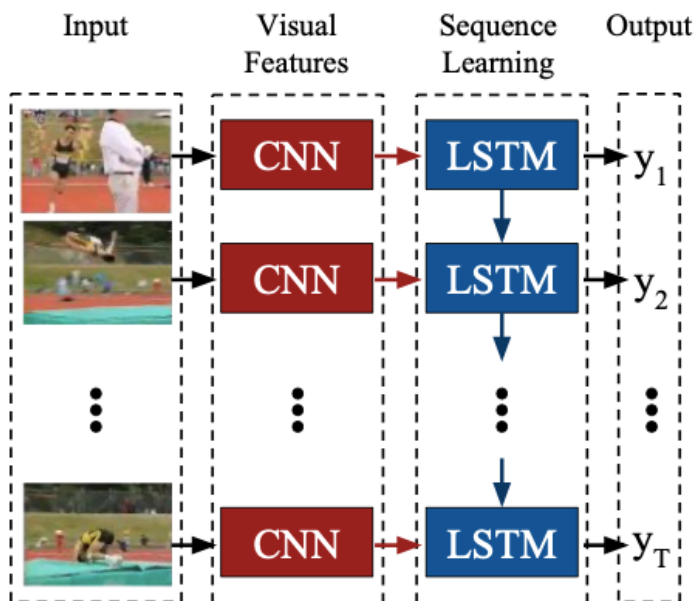 Input
Visual
Features
Sequence
Learning
Output
CNN
LSTM
y1
CNN
LSTM
y2
CNN
LSTM
yT